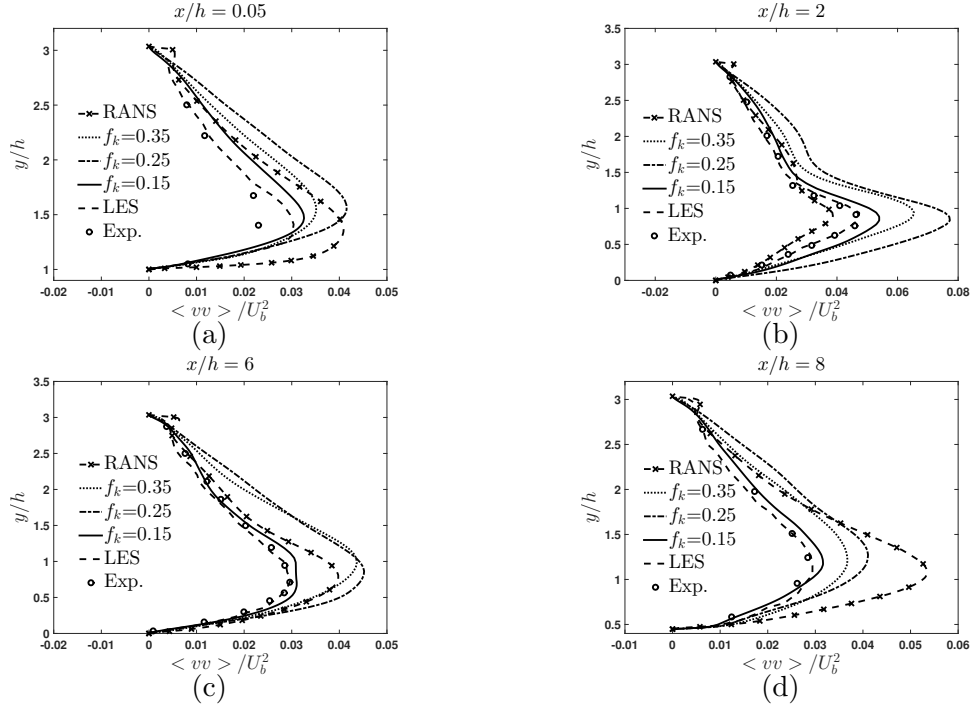 x/h = 0.05
y/h
3
2.5
2
1.5
1
RANS
f_k=0.35
f_k=0.25
f_k=0.15
LES
Exp.
-0.02 -0.01 0 0.01 0.02 0.03 0.04 0.05
< vv > /U_b^2
(a)
x/h = 2
y/h
3.5
3
2.5
2
1.5
1
0.5
0
RANS
f_k=0.35
f_k=0.25
f_k=0.15
LES
Exp.
-0.02 0 0.02 0.04 0.06 0.08
< vv > /U_b^2
(b)
x/h = 6
y/h
3.5
3
2.5
2
1.5
1
0.5
0
RANS
f_k=0.35
f_k=0.25
f_k=0.15
LES
Exp.
-0.02 -0.01 0 0.01 0.02 0.03 0.04 0.05
< vv > /U_b^2
(c)
x/h = 8
y/h
3
2.5
2
1.5
1
0.5
RANS
f_k=0.35
f_k=0.25
f_k=0.15
LES
Exp.
-0.01 0 0.01 0.02 0.03 0.04 0.05 0.06
< vv > /U_b^2
(d)